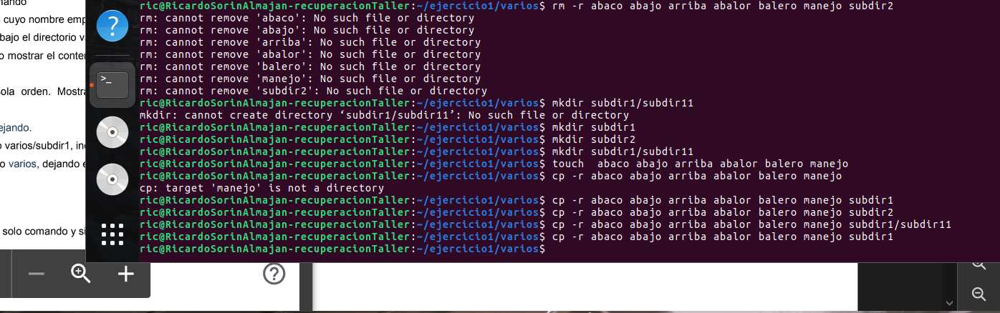 ric@RicardoSorinAlmajan-recuperacionTaller:~/ejercicio1/varios$ rm -r abaco abajo arriba abalor balero manejo subdir2
rm: cannot remove 'abaco': No such file or directory
rm: cannot remove 'abajo': No such file or directory
rm: cannot remove 'arriba': No such file or directory
rm: cannot remove 'abalor': No such file or directory
rm: cannot remove 'balero': No such file or directory
rm: cannot remove 'manejo': No such file or directory
rm: cannot remove 'subdir2': No such file or directory
ric@RicardoSorinAlmajan-recuperacionTaller:~/ejercicio1/varios$ mkdir subdir1/subdir11
mkdir: cannot create directory ‘subdir1/subdir11’: No such file or directory
ric@RicardoSorinAlmajan-recuperacionTaller:~/ejercicio1/varios$ mkdir subdir1
ric@RicardoSorinAlmajan-recuperacionTaller:~/ejercicio1/varios$ mkdir subdir2
ric@RicardoSorinAlmajan-recuperacionTaller:~/ejercicio1/varios$ mkdir subdir1/subdir11
ric@RicardoSorinAlmajan-recuperacionTaller:~/ejercicio1/varios$ touch  abaco abajo arriba abalor balero manejo
ric@RicardoSorinAlmajan-recuperacionTaller:~/ejercicio1/varios$ cp -r abaco abajo arriba abalor balero manejo
cp: target 'manejo' is not a directory
ric@RicardoSorinAlmajan-recuperacionTaller:~/ejercicio1/varios$ cp -r abaco abajo arriba abalor balero manejo subdir1
ric@RicardoSorinAlmajan-recuperacionTaller:~/ejercicio1/varios$ cp -r abaco abajo arriba abalor balero manejo subdir2
ric@RicardoSorinAlmajan-recuperacionTaller:~/ejercicio1/varios$ cp -r abaco abajo arriba abalor balero manejo subdir1/subdir11
ric@RicardoSorinAlmajan-recuperacionTaller:~/ejercicio1/varios$ cp -r abaco abajo arriba abalor balero manejo subdir1
ric@RicardoSorinAlmajan-recuperacionTaller:~/ejercicio1/varios$
cuyo nombre
bajo el directorio
o mostrar el
orden.
ejando.
varios/subdir1,
o varios, dejando
solo comando y